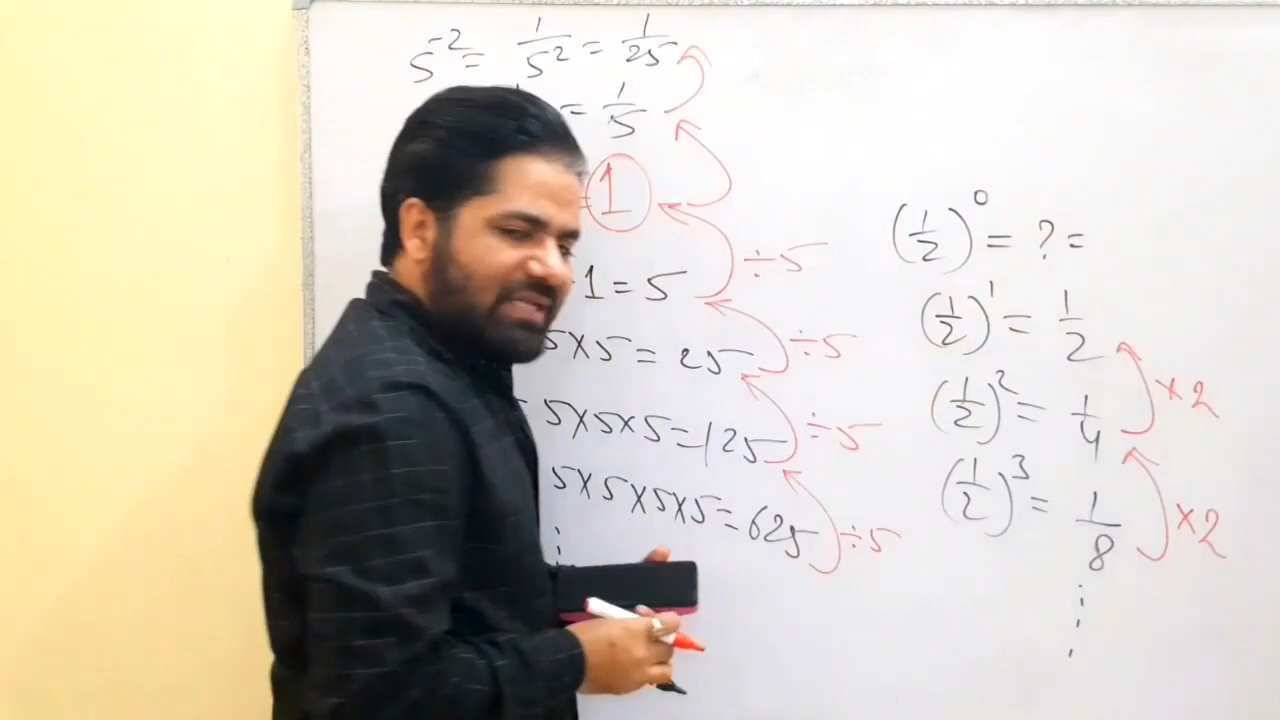 5⁻² = 1/5² = 1/25
= 1/5
= 1
÷5
1 = 5
÷5
5×5 = 25
÷5
5×5×5 = 125
5×5×5×5 = 625
÷5
(1/2)⁰ = ? =
(1/2)¹ = 1/2
×2
(1/2)² = 1/4
(1/2)³ = 1/8
×2